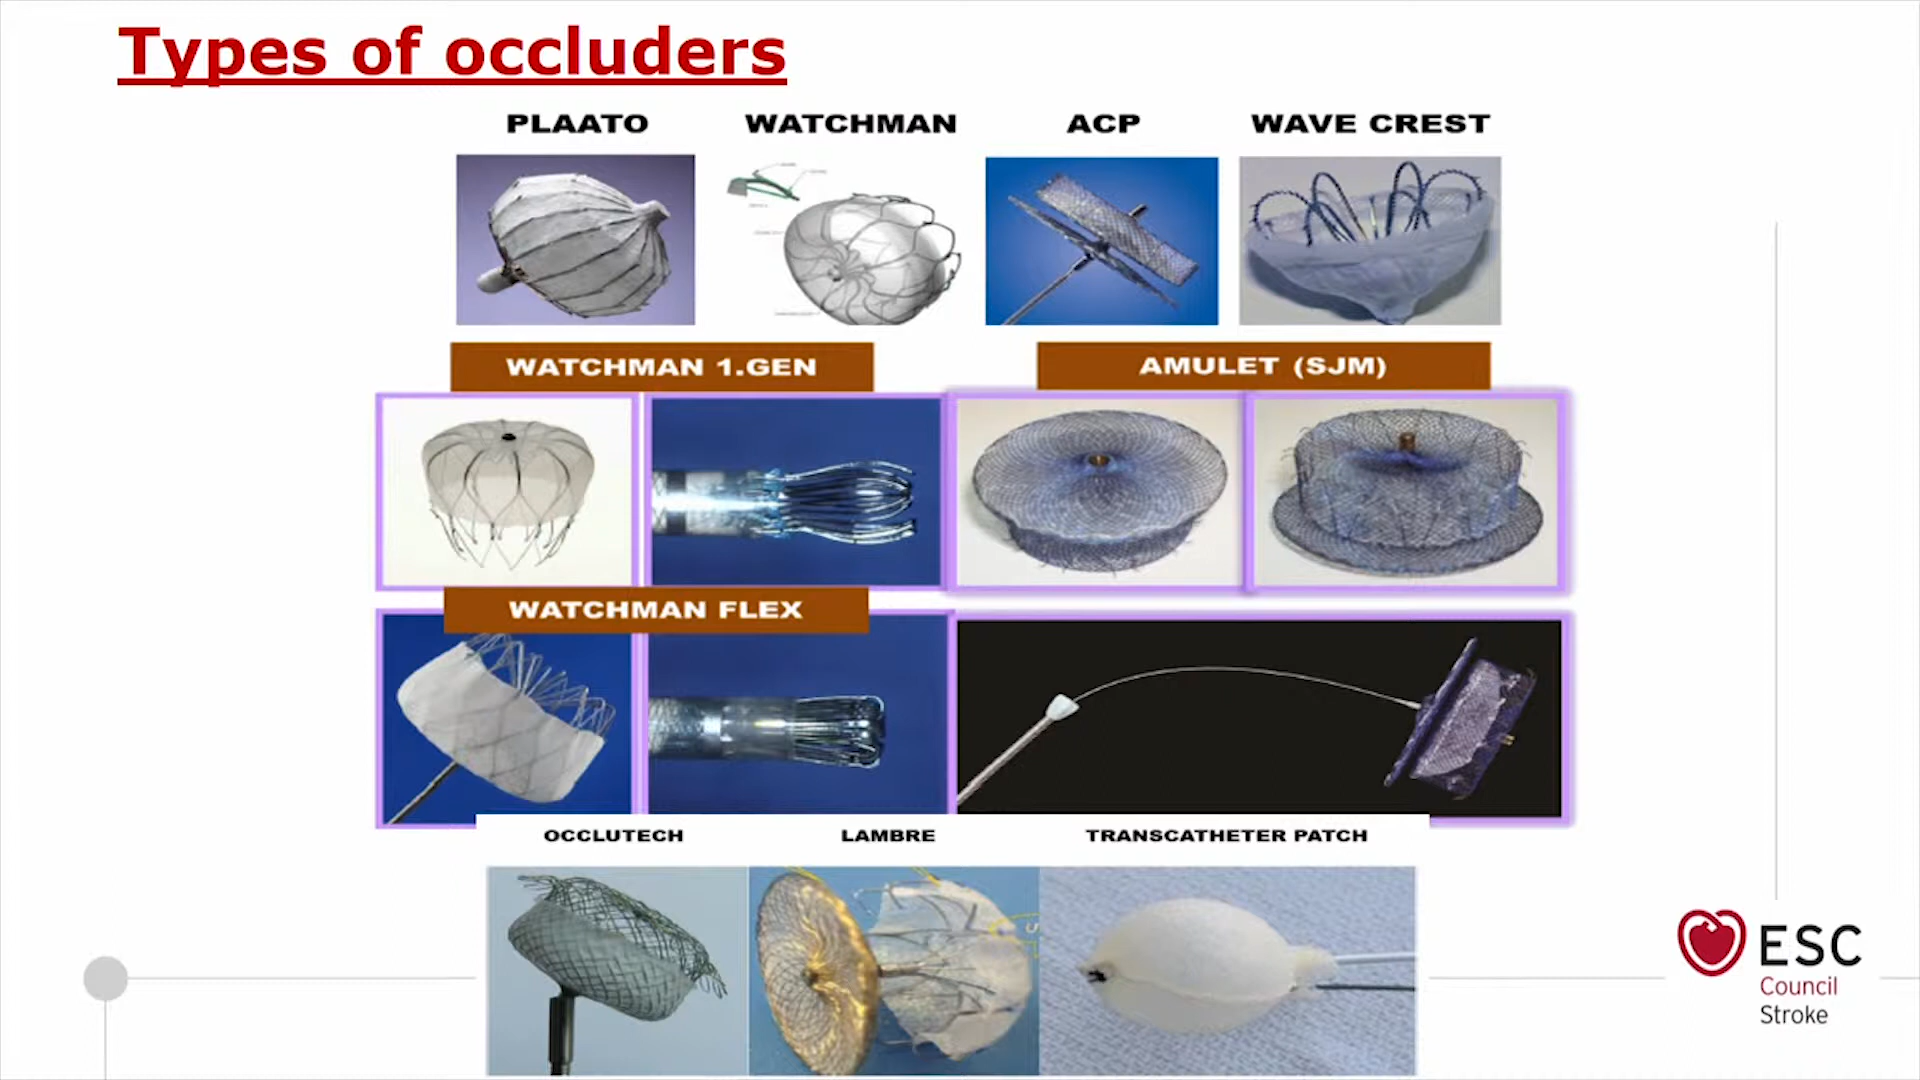 Types of occluders
PLAATO WATCHMAN ACP WAVE CREST
WATCHMAN 1.GEN AMULET (SJM)
WATCHMAN FLEX
OCCLUTECH LAMBRE TRANSCATHETER PATCH
ESC
Council
Stroke